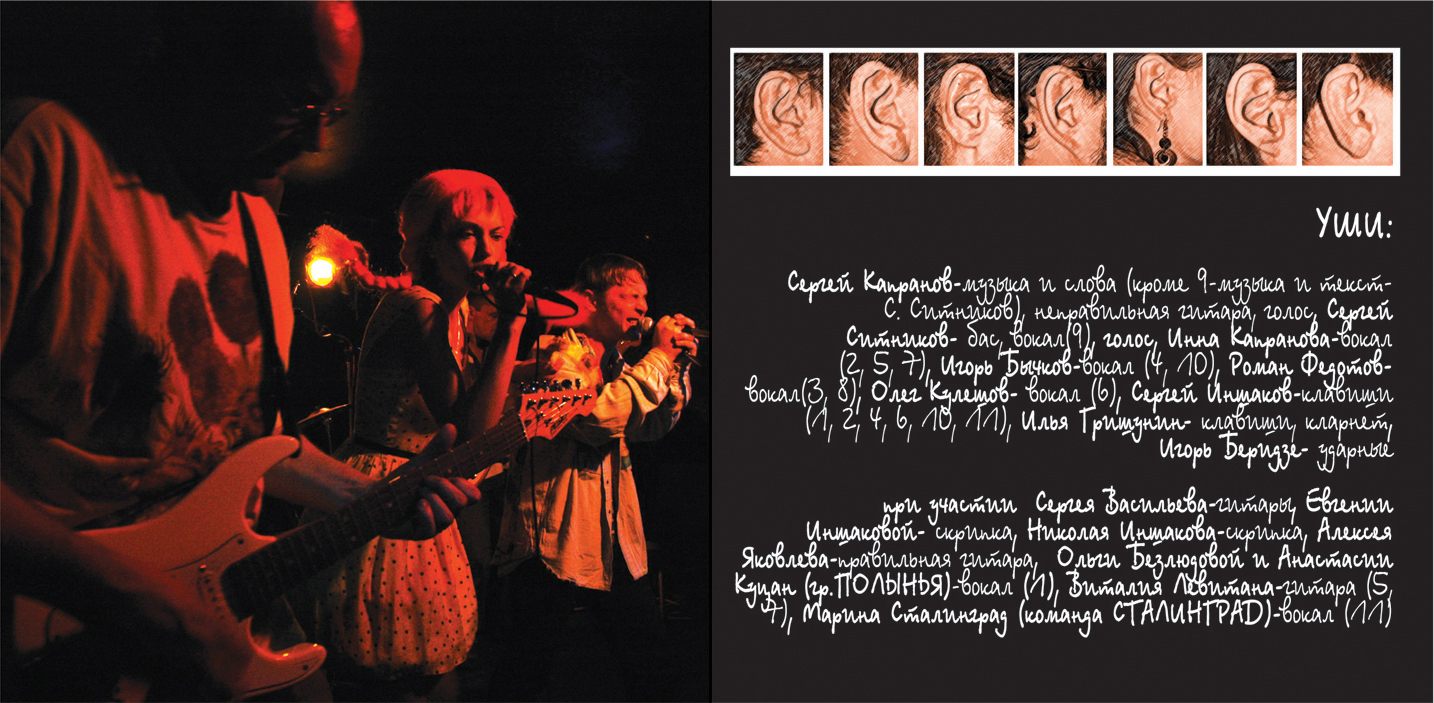 УШИ:
Сергей Капранов-музыка и слова (кроме 9-музыка и текст-
С. Ситников), неправильная гитара, голос, Сергей
Ситников- бас, вокал(9), голос, Инна Капранова-вокал
(2, 5, 7), Игорь Бычков-вокал (4, 10), Роман Федотов-
вокал(3, 8), Олег Кулешов- вокал (6), Сергей Иншаков-клавиши
(1, 2, 4, 6, 10, 11), Илья Гришунин- клавиши, кларнет,
Игорь Беридзе- ударные
при участии Сергея Васильева-гитары, Евгении
Иншаковой- скрипка, Николая Иншакова-скрипка, Алексея
Яковлева-правильная гитара, Ольги Безлюдовой и Анастасии
Куцан (гр.ПОЛЫНЬЯ)-вокал (1), Виталия Левитана-гитара (5,
7), Марина Сталинград (команда СТАЛИНГРАД)-вокал (11)